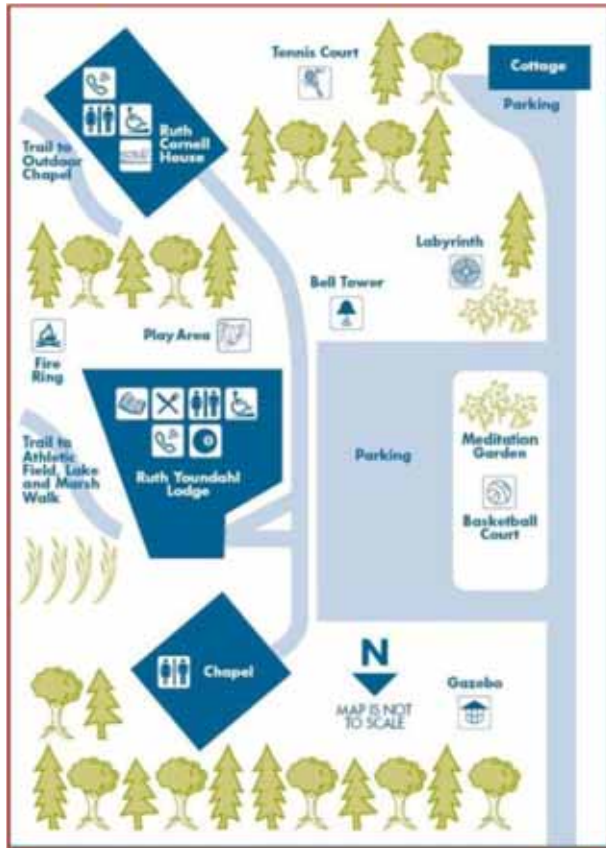 Tennis Court
Cottage
Parking
Ruth
Carnell
House
Trail to
Outdoor
Chapel
Labyrinth
Bell Tower
Play Area
Fire
Ring
Trail to
Athletic
Field, Lake
and Marsh
Walk
Ruth Youndahl
Lodge
Parking
Meditation
Garden
Basketball
Court
Chapel
N
MAP IS NOT
TO SCALE
Gazebo